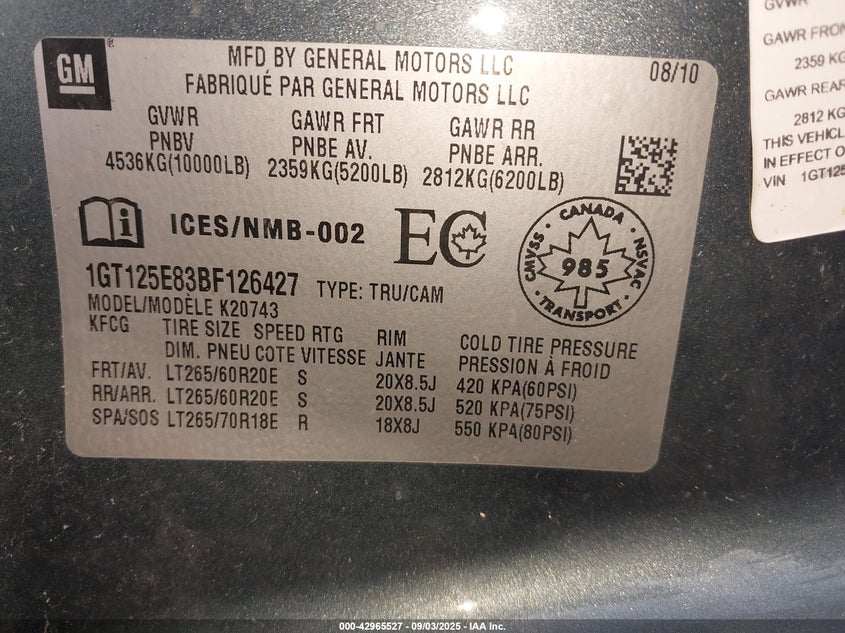 GM
®
MFD BY GENERAL MOTORS LLC
08/10
FABRIQUÉ PAR GENERAL MOTORS LLC
GVWR GAWR FRT GAWR RR
PNBV PNBE AV. PNBE ARR.
4536KG(10000LB) 2359KG(5200LB) 2812KG(6200LB)
i ICES/NMB-002 EC
CANADA
CMVSS 985 NSVAC
TRANSPORT
1GT125E83BF126427 TYPE: TRU/CAM
MODEL/MODÈLE K20743
KFCG TIRE SIZE SPEED RTG RIM COLD TIRE PRESSURE
DIM. PNEU COTE VITESSE JANTE PRESSION À FROID
FRT/AV. LT265/60R20E S 20X8.5J 420 KPA(60PSI)
RR/ARR. LT265/60R20E S 20X8.5J 520 KPA(75PSI)
SPA/SOS LT265/70R18E R 18X8J 550 KPA(80PSI)
GVWR
GAWR FRON
2359 KG
GAWR REAR
2812 KG
THIS VEHICL
IN EFFECT O
VIN 1GT125
000-42965527 - 09/03/2025 - IAA Inc.